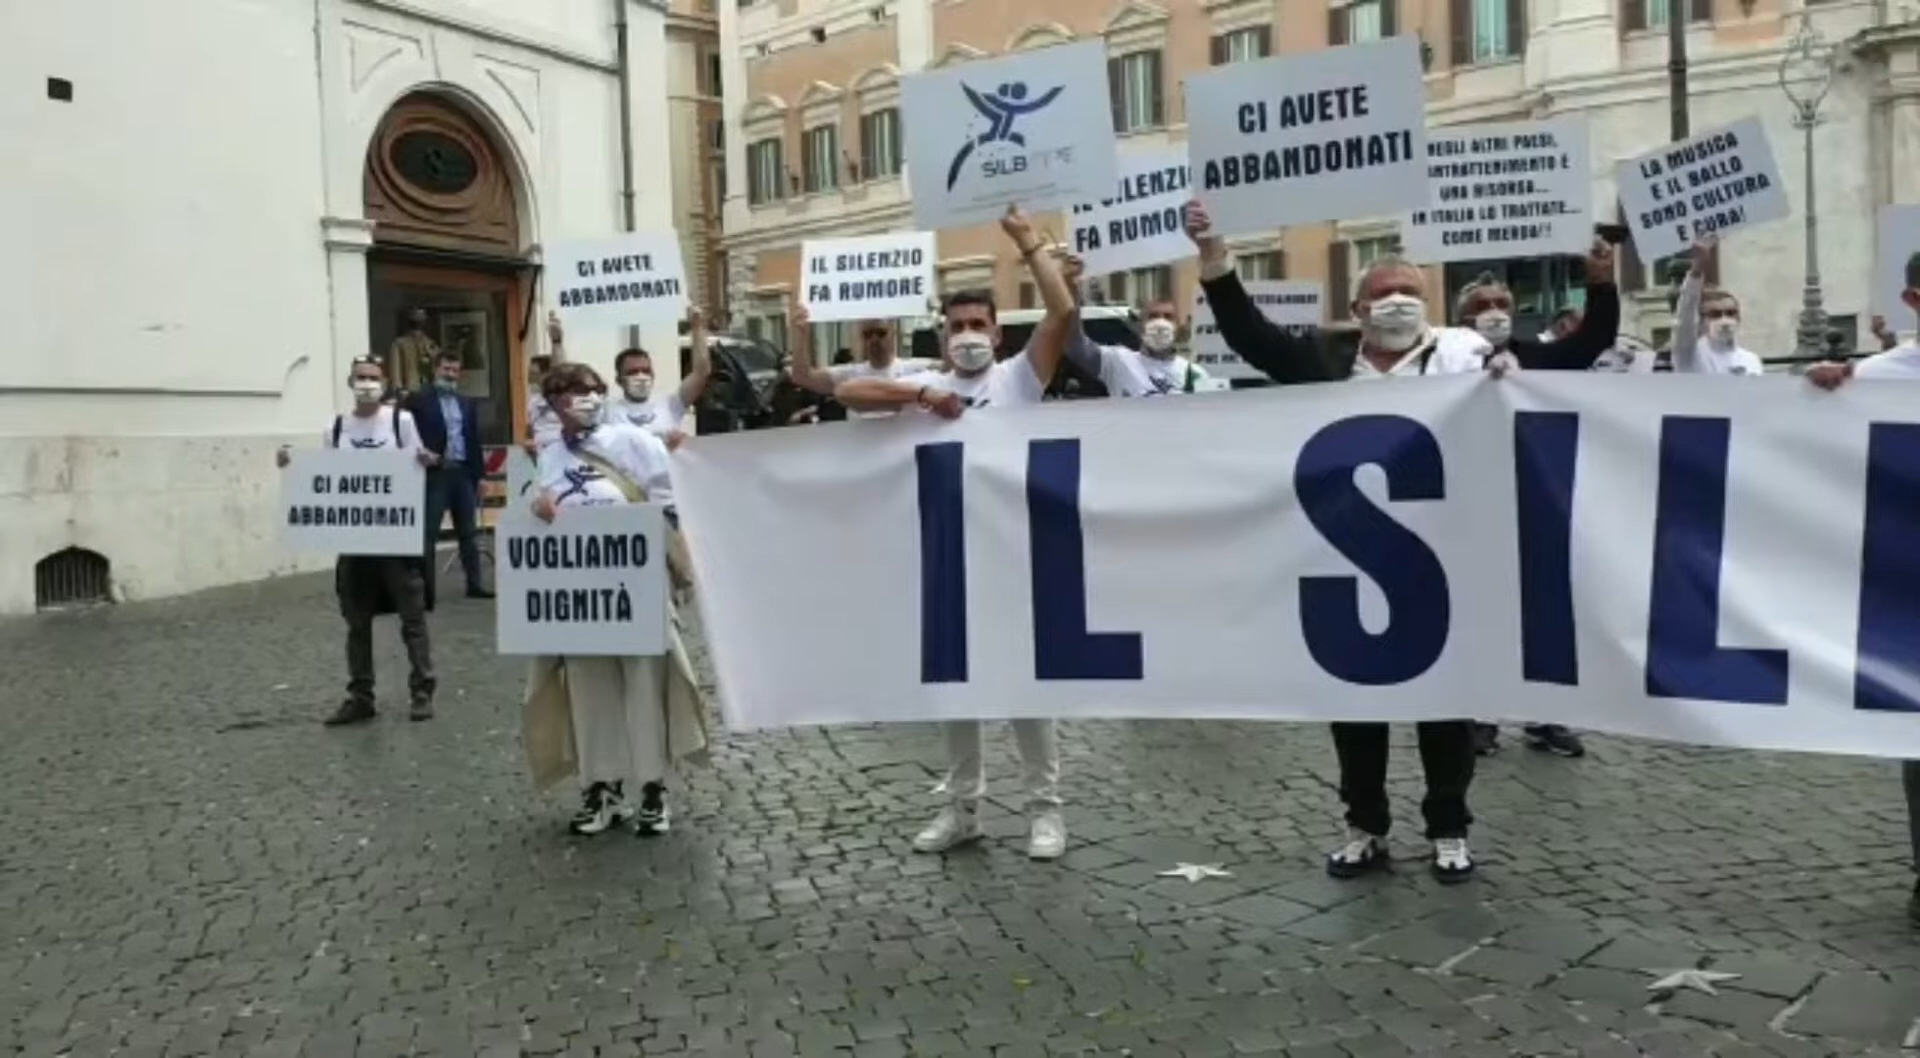 SILB
CI AVETE
ABBANDONATI
NEGLI ALTRI PAESI,
INTRATTENIMENTO È
UNA RISORSA...
IN ITALIA LO TRATTATE...
COME MERDA!!
LA MUSICA
E IL BALLO
SONO CULTURA
E CURA!
IL SILENZI
FA RUMO
CI AVETE
ABBANDONATI
IL SILENZIO
FA RUMORE
CI AVETE
ABBANDONATI
VOGLIAMO
DIGNITÀ
IL SIL